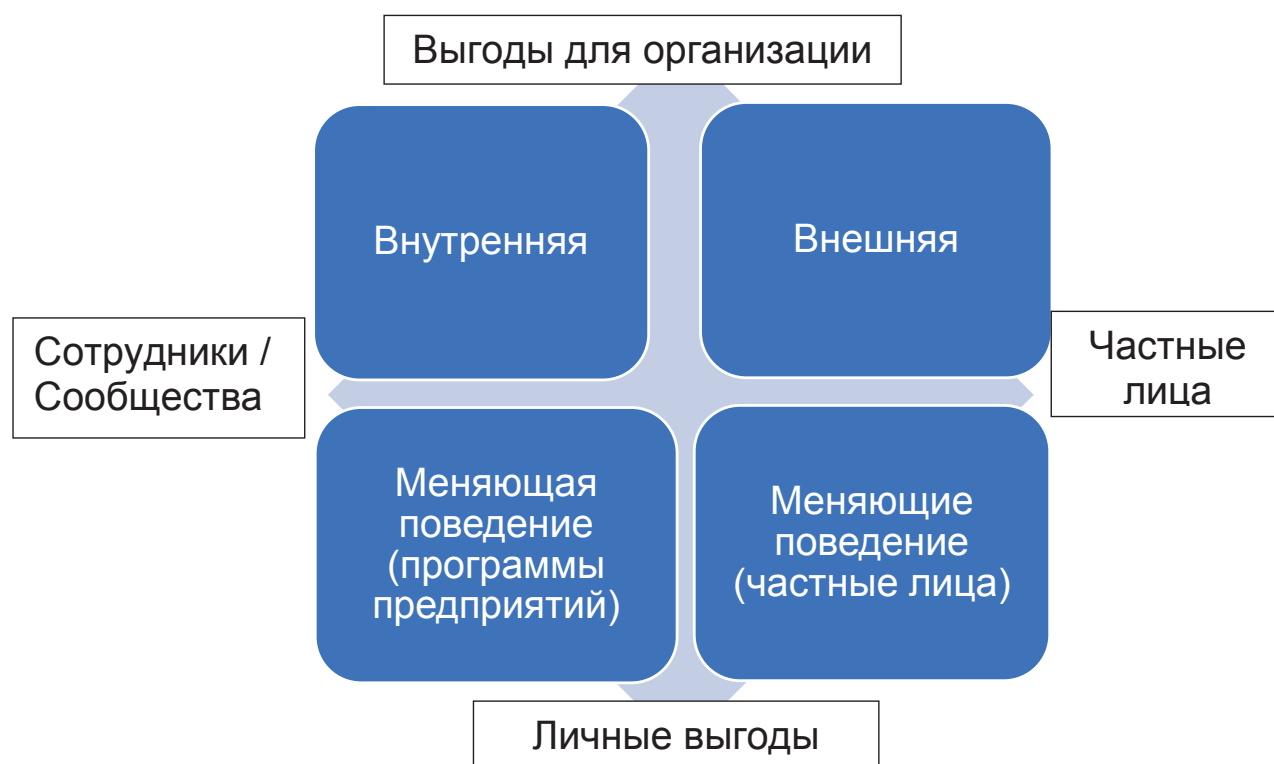 Выгоды для организации
Внутренняя
Внешняя
Сотрудники /
Сообщества
Частные
лица
Меняющая
поведение
(программы
предприятий)
Меняющие
поведение
(частные лица)
Личные выгоды